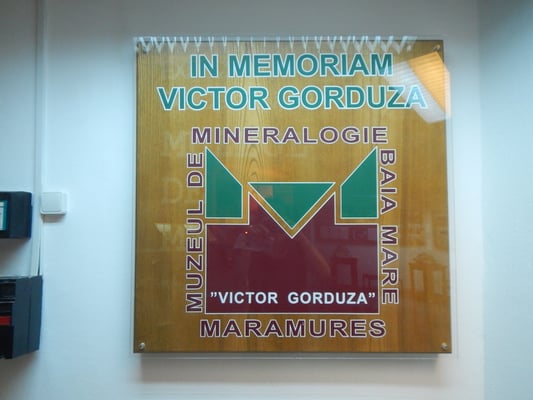 IN MEMORIAM
VICTOR GORDUZA
MUZEUL DE
MINERALOGIE
BAIA MARE
"VICTOR GORDUZA"
MARAMURES